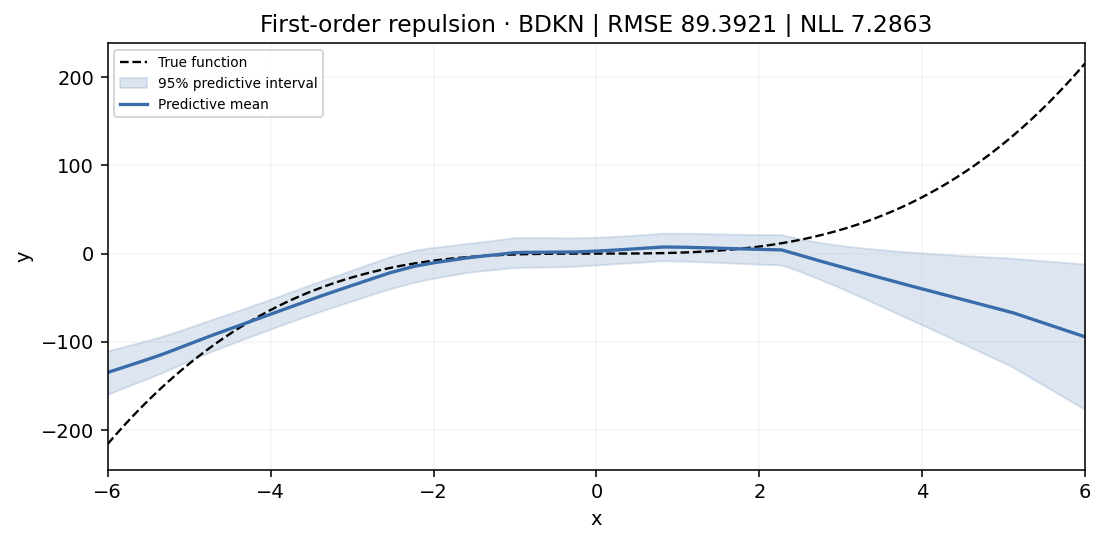 First-order repulsion · BDKN | RMSE 89.3921 | NLL 7.2863
True function
95% predictive interval
Predictive mean
200
100
0
−100
−200
y
−6 −4 −2 0 2 4 6
x